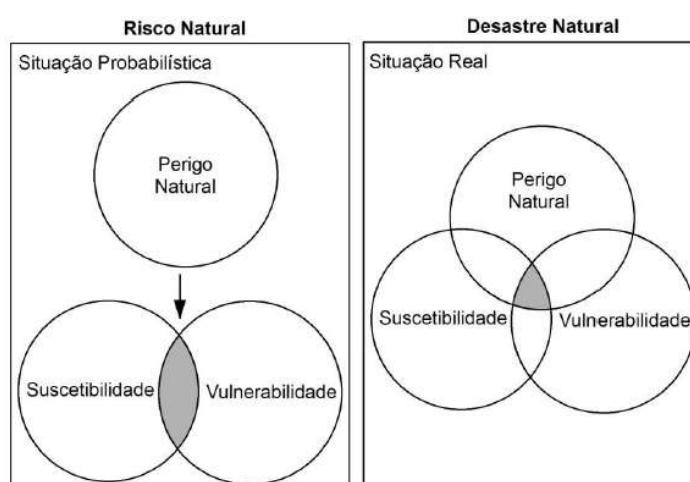 Risco Natural
Situação Probabilística
Perigo
Natural
Suscetibilidade
Vulnerabilidade
Desastre Natural
Situação Real
Perigo
Natural
Suscetibilidade
Vulnerabilidade